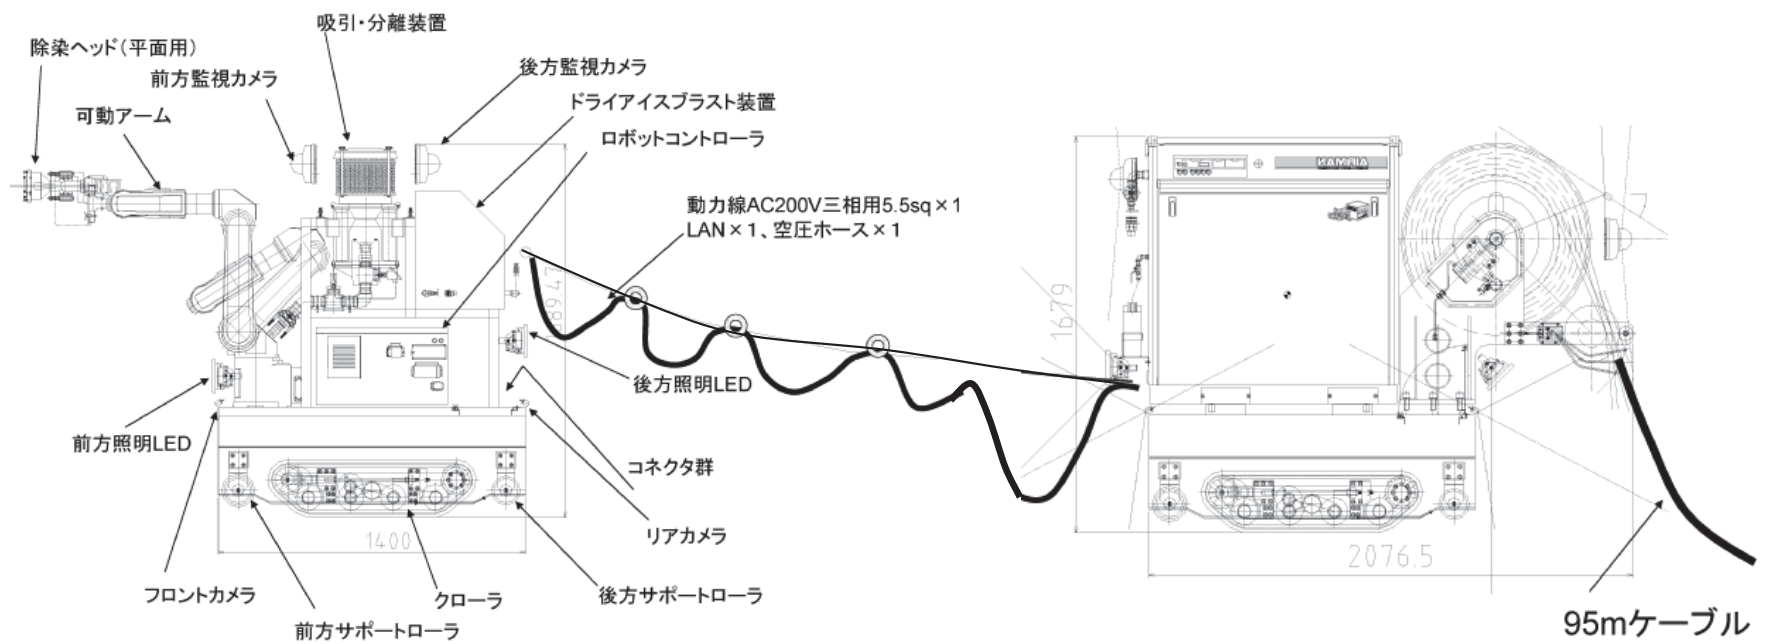 吸引・分離装置
除染ヘッド（平面用）
前方監視カメラ
後方監視カメラ
可動アーム
ドライアイスブラスト装置
ロボットコントローラ
動力線AC200V三相用5.5sq×1
LAN×1、空圧ホース×1
AIRMAN
1679
後方照明LED
前方照明LED
コネクタ群
リアカメラ
1400
2076.5
フロントカメラ
クローラ
後方サポートローラ
前方サポートローラ
95mケーブル